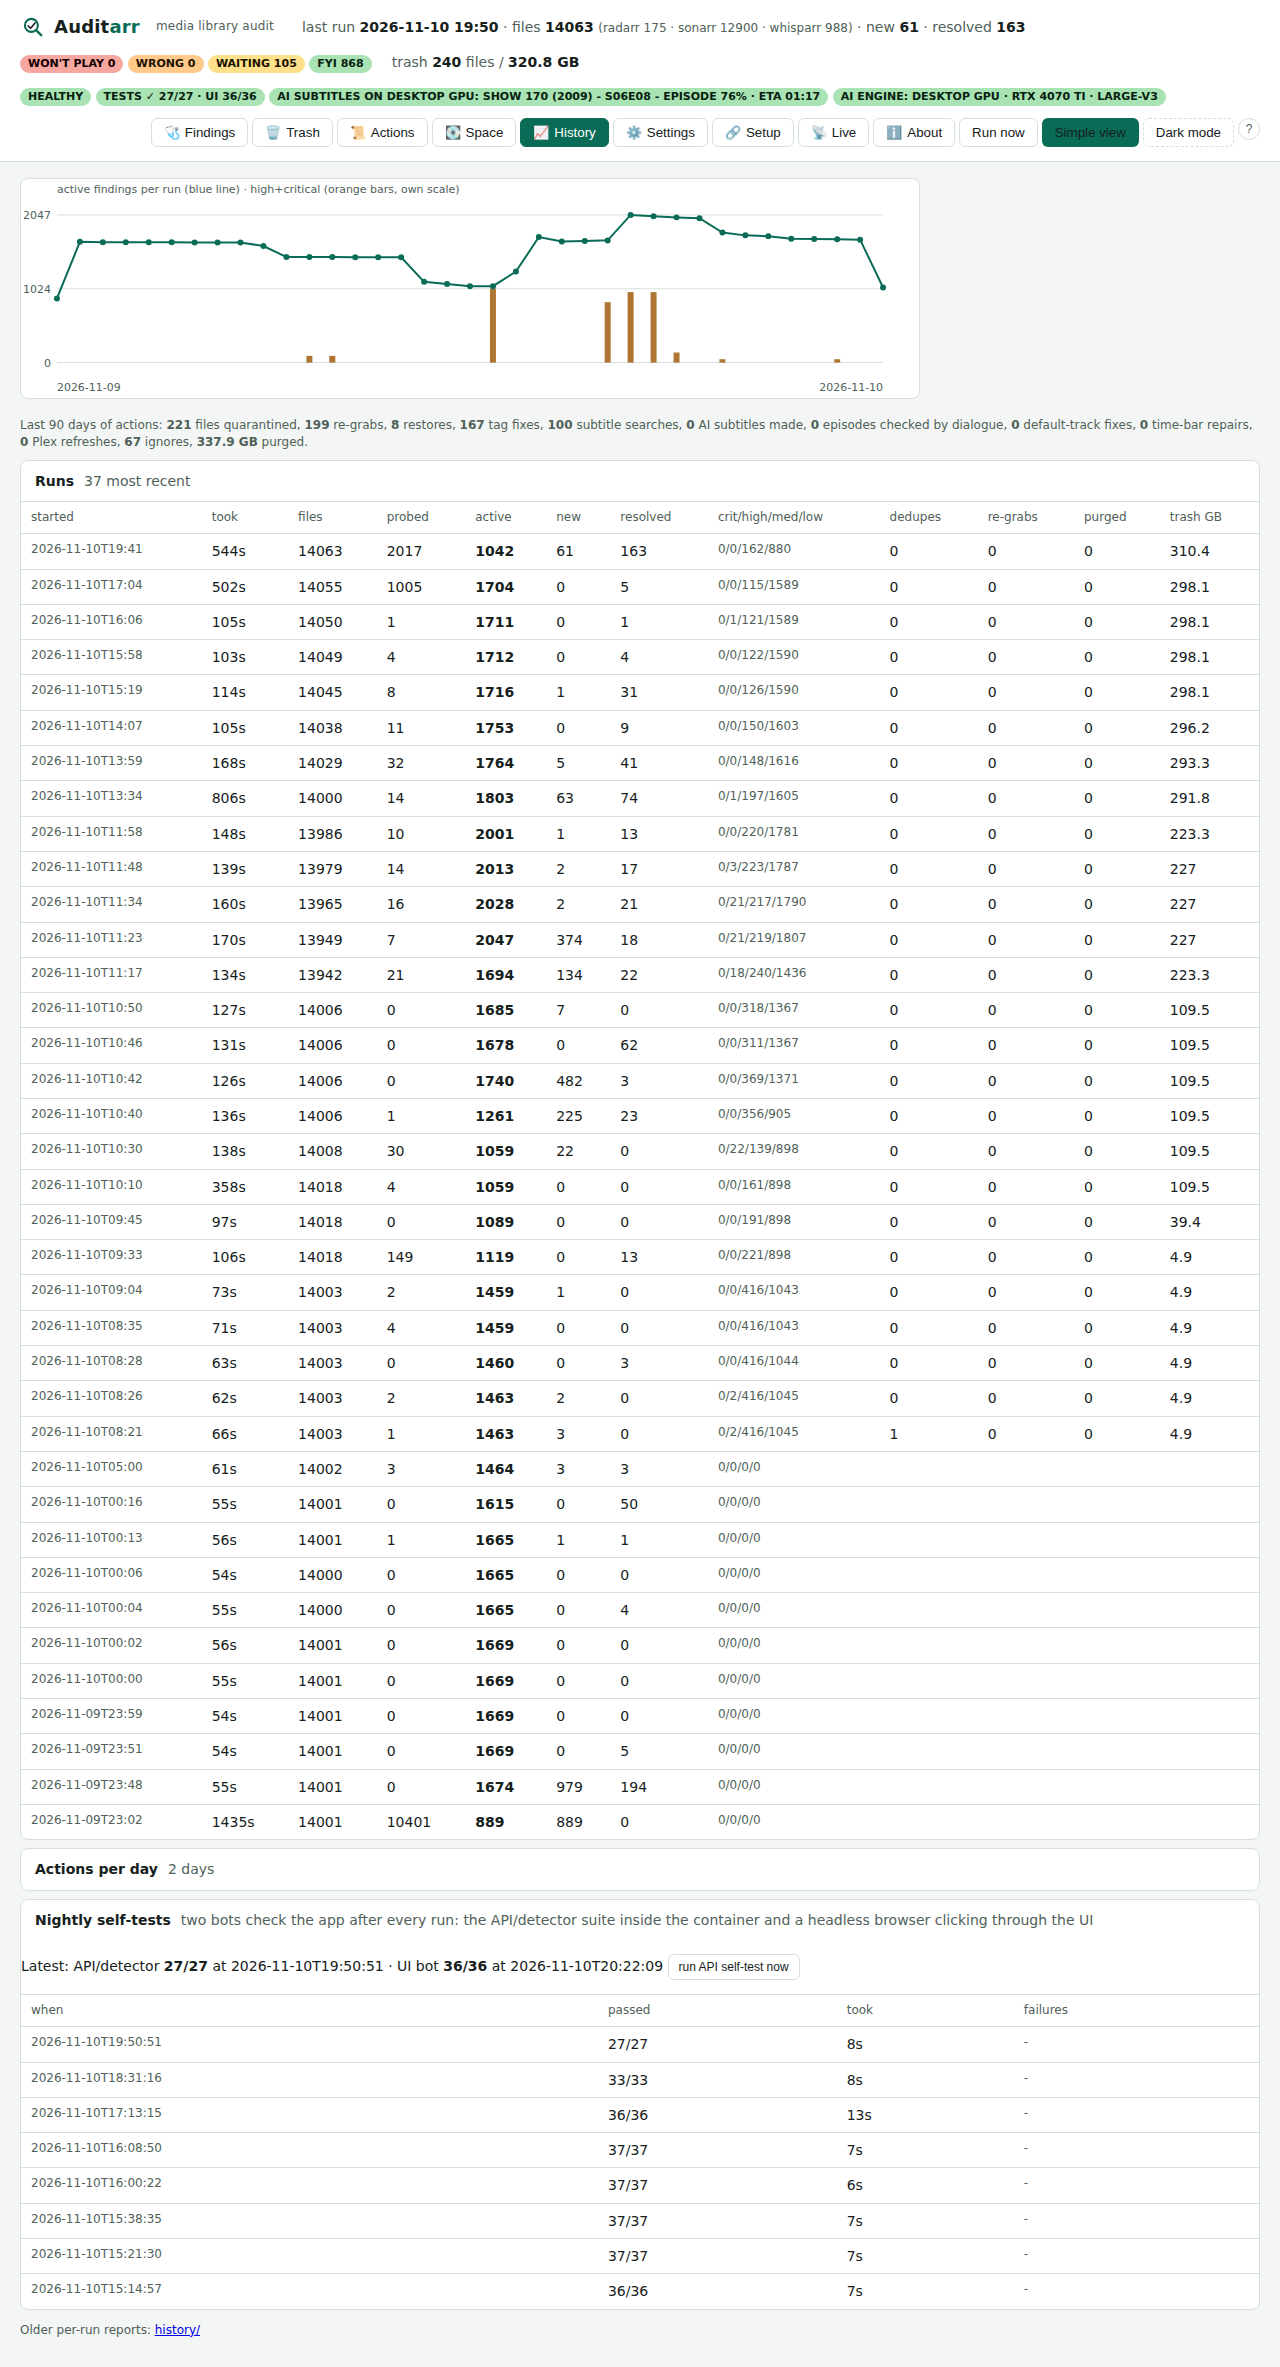 Auditarr media library audit last run 2026-11-10 19:50 · files 14063 (radarr 175 · sonarr 12900 · whisparr 988) · new 61 · resolved 163
WON'T PLAY 0 WRONG 0 WAITING 105 FYI 868 trash 240 files / 320.8 GB
HEALTHY TESTS ✓ 27/27 · UI 36/36 AI SUBTITLES ON DESKTOP GPU: SHOW 170 (2009) - S06E08 - EPISODE 76% · ETA 01:17 AI ENGINE: DESKTOP GPU · RTX 4070 TI · LARGE-V3
Findings Trash Actions Space History Settings Setup Live About Run now Simple view Dark mode ?
active findings per run (blue line) · high+critical (orange bars, own scale)
2047
1024
0
2026-11-09 2026-11-10
Last 90 days of actions: 221 files quarantined, 199 re-grabs, 8 restores, 167 tag fixes, 100 subtitle searches, 0 AI subtitles made, 0 episodes checked by dialogue, 0 default-track fixes, 0 time-bar repairs,
0 Plex refreshes, 67 ignores, 337.9 GB purged.
Runs 37 most recent
started took files probed active new resolved crit/high/med/low dedupes re-grabs purged trash GB
2026-11-10T19:41 544s 14063 2017 1042 61 163 0/0/162/880 0 0 0 310.4
2026-11-10T17:04 502s 14055 1005 1704 0 5 0/0/115/1589 0 0 0 298.1
2026-11-10T16:06 105s 14050 1 1711 0 1 0/1/121/1589 0 0 0 298.1
2026-11-10T15:58 103s 14049 4 1712 0 4 0/0/122/1590 0 0 0 298.1
2026-11-10T15:19 114s 14045 8 1716 1 31 0/0/126/1590 0 0 0 298.1
2026-11-10T14:07 105s 14038 11 1753 0 9 0/0/150/1603 0 0 0 296.2
2026-11-10T13:59 168s 14029 32 1764 5 41 0/0/148/1616 0 0 0 293.3
2026-11-10T13:34 806s 14000 14 1803 63 74 0/1/197/1605 0 0 0 291.8
2026-11-10T11:58 148s 13986 10 2001 1 13 0/0/220/1781 0 0 0 223.3
2026-11-10T11:48 139s 13979 14 2013 2 17 0/3/223/1787 0 0 0 227
2026-11-10T11:34 160s 13965 16 2028 2 21 0/21/217/1790 0 0 0 227
2026-11-10T11:23 170s 13949 7 2047 374 18 0/21/219/1807 0 0 0 227
2026-11-10T11:17 134s 13942 21 1694 134 22 0/18/240/1436 0 0 0 223.3
2026-11-10T10:50 127s 14006 0 1685 7 0 0/0/318/1367 0 0 0 109.5
2026-11-10T10:46 131s 14006 0 1678 0 62 0/0/311/1367 0 0 0 109.5
2026-11-10T10:42 126s 14006 0 1740 482 3 0/0/369/1371 0 0 0 109.5
2026-11-10T10:40 136s 14006 1 1261 225 23 0/0/356/905 0 0 0 109.5
2026-11-10T10:30 138s 14008 30 1059 22 0 0/22/139/898 0 0 0 109.5
2026-11-10T10:10 358s 14018 4 1059 0 0 0/0/161/898 0 0 0 109.5
2026-11-10T09:45 97s 14018 0 1089 0 0 0/0/191/898 0 0 0 39.4
2026-11-10T09:33 106s 14018 149 1119 0 13 0/0/221/898 0 0 0 4.9
2026-11-10T09:04 73s 14003 2 1459 1 0 0/0/416/1043 0 0 0 4.9
2026-11-10T08:35 71s 14003 4 1459 0 0 0/0/416/1043 0 0 0 4.9
2026-11-10T08:28 63s 14003 0 1460 0 3 0/0/416/1044 0 0 0 4.9
2026-11-10T08:26 62s 14003 2 1463 2 0 0/2/416/1045 0 0 0 4.9
2026-11-10T08:21 66s 14003 1 1463 3 0 0/2/416/1045 1 0 0 4.9
2026-11-10T05:00 61s 14002 3 1464 3 3 0/0/0/0
2026-11-10T00:16 55s 14001 0 1615 0 50 0/0/0/0
2026-11-10T00:13 56s 14001 1 1665 1 1 0/0/0/0
2026-11-10T00:06 54s 14000 0 1665 0 0 0/0/0/0
2026-11-10T00:04 55s 14000 0 1665 0 4 0/0/0/0
2026-11-10T00:02 56s 14001 0 1669 0 0 0/0/0/0
2026-11-10T00:00 55s 14001 0 1669 0 0 0/0/0/0
2026-11-09T23:59 54s 14001 0 1669 0 0 0/0/0/0
2026-11-09T23:51 54s 14001 0 1669 0 5 0/0/0/0
2026-11-09T23:48 55s 14001 0 1674 979 194 0/0/0/0
2026-11-09T23:02 1435s 14001 10401 889 889 0 0/0/0/0
Actions per day 2 days
Nightly self-tests two bots check the app after every run: the API/detector suite inside the container and a headless browser clicking through the UI
Latest: API/detector 27/27 at 2026-11-10T19:50:51 · UI bot 36/36 at 2026-11-10T20:22:09 run API self-test now
when passed took failures
2026-11-10T19:50:51 27/27 8s -
2026-11-10T18:31:16 33/33 8s -
2026-11-10T17:13:15 36/36 13s -
2026-11-10T16:08:50 37/37 7s -
2026-11-10T16:00:22 37/37 6s -
2026-11-10T15:38:35 37/37 7s -
2026-11-10T15:21:30 37/37 7s -
2026-11-10T15:14:57 36/36 7s -
Older per-run reports: history/